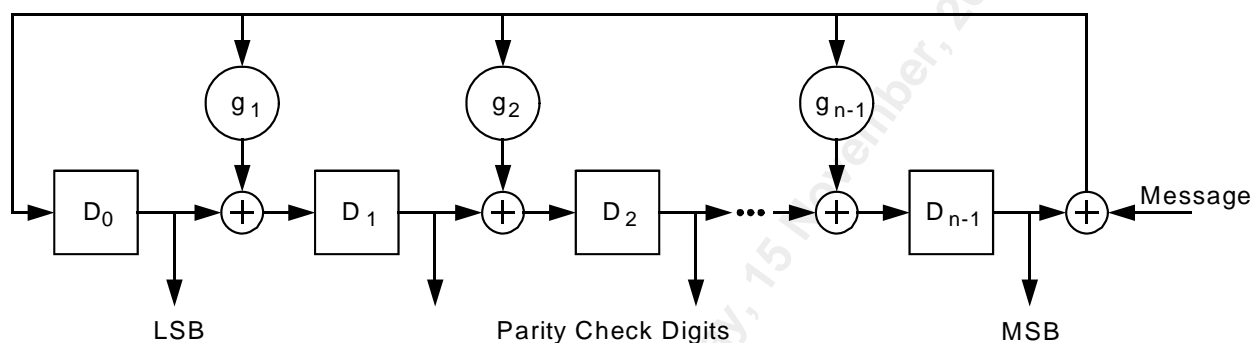 g1
g2
gn-1
D0
D1
D2
•••
Dn-1
Message
LSB
Parity Check Digits
MSB